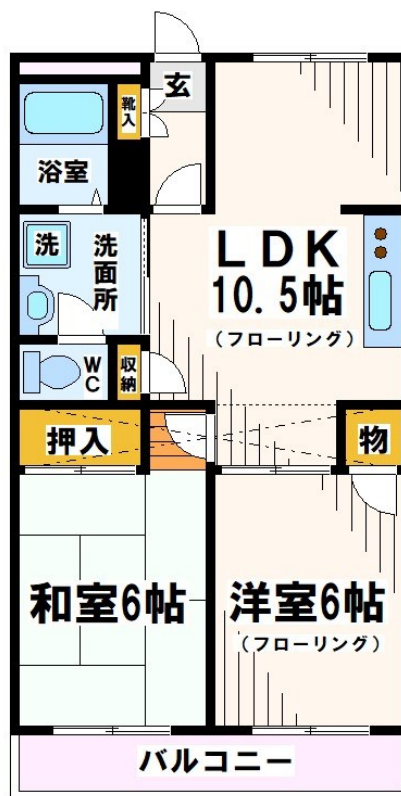 玄
靴入
浴室
洗
洗面所
LDK
10.5帖
(フローリング)
WC
収納
押入
物
和室6帖
洋室6帖
(フローリング)
バルコニー